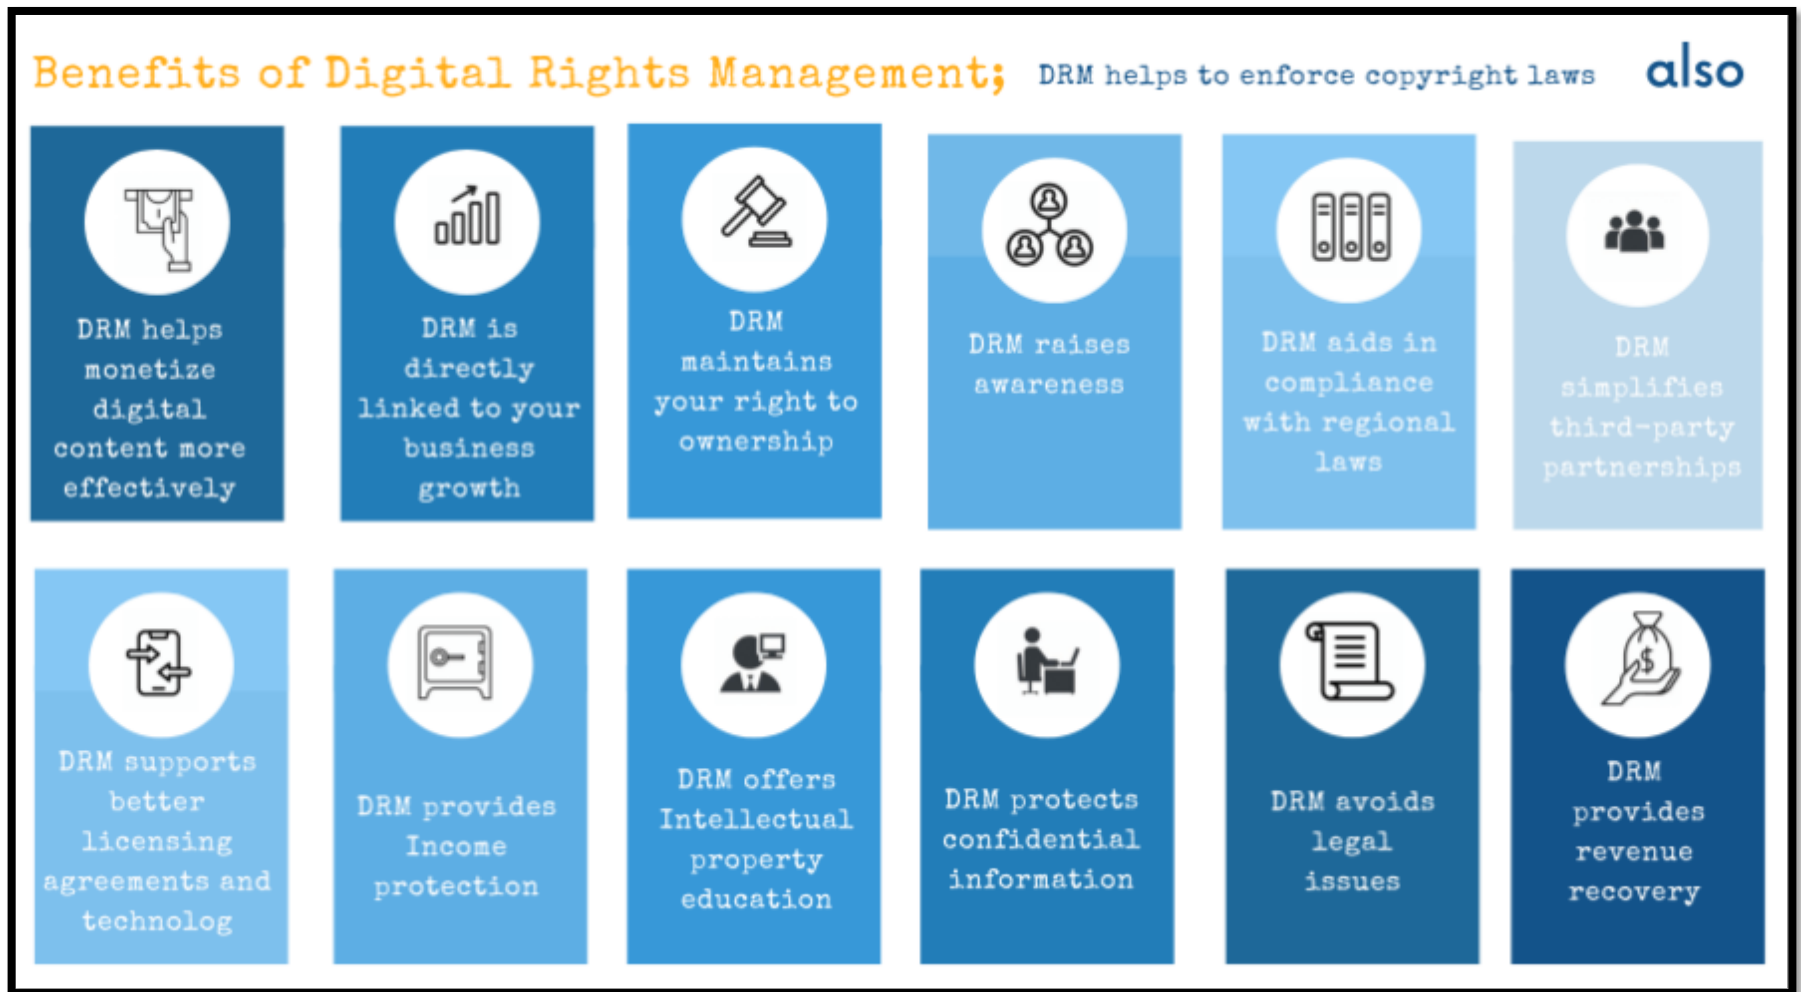 Benefits of Digital Rights Management; DRM helps to enforce copyright laws also
DRM helps
monetize
digital
content more
effectively
DRM is
directly
linked to your
business
growth
DRM
maintains
your right to
ownership
DRM raises
awareness
DRM aids in
compliance
with regional
laws
DRM
simplifies
third-party
partnerships
DRM supports
better
licensing
agreements and
technolog
DRM provides
Income
protection
DRM offers
Intellectual
property
education
DRM protects
confidential
information
DRM avoids
legal
issues
DRM
provides
revenue
recovery
$